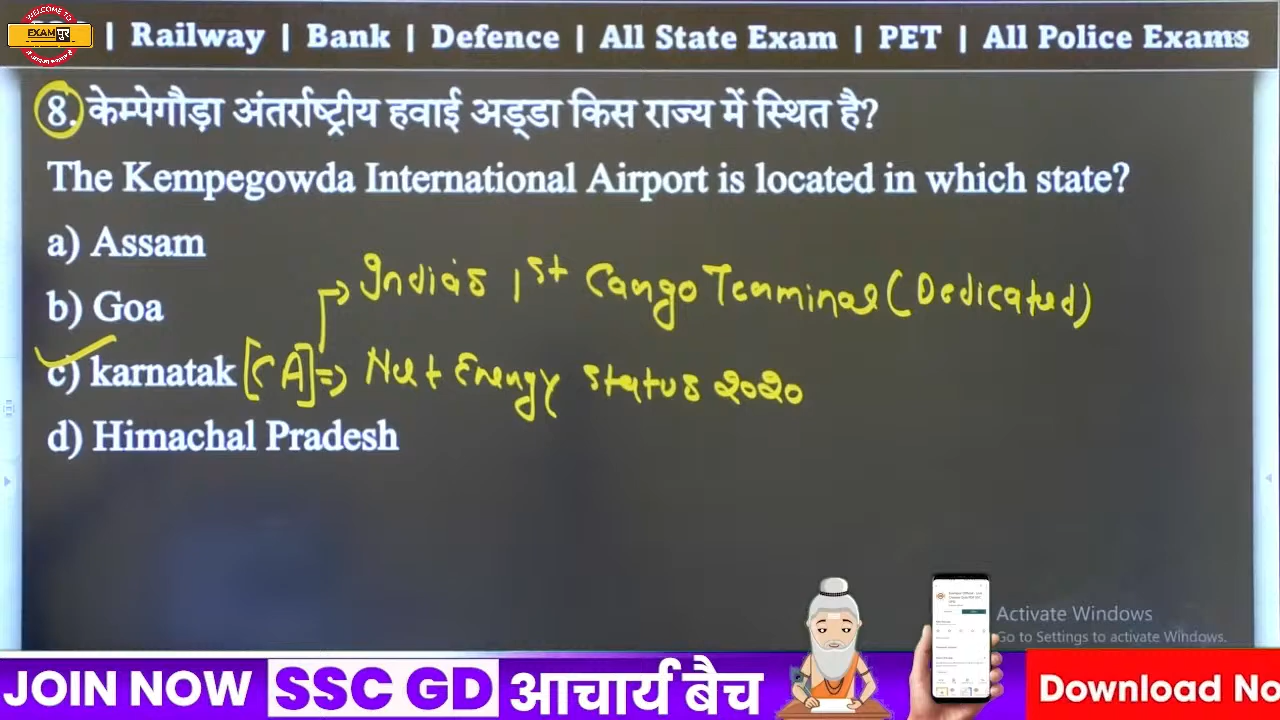 WELCOME TO
EXAM पुर
| Railway | Bank | Defence | All State Exam | PET | All Police Exams
8. केम्पेगौड़ा अंतर्राष्ट्रीय हवाई अड्डा किस राज्य में स्थित है?
The Kempegowda International Airport is located in which state?
a) Assam
India's 1st Cargo Terminal (Dedicated)
b) Goa
c) karnatak [CA] => Net Energy Status 2020
d) Himachal Pradesh
Activate Windows
Go to Settings to activate Windows.
JOIN NOW SSC GD आचार्य बैच
Download No